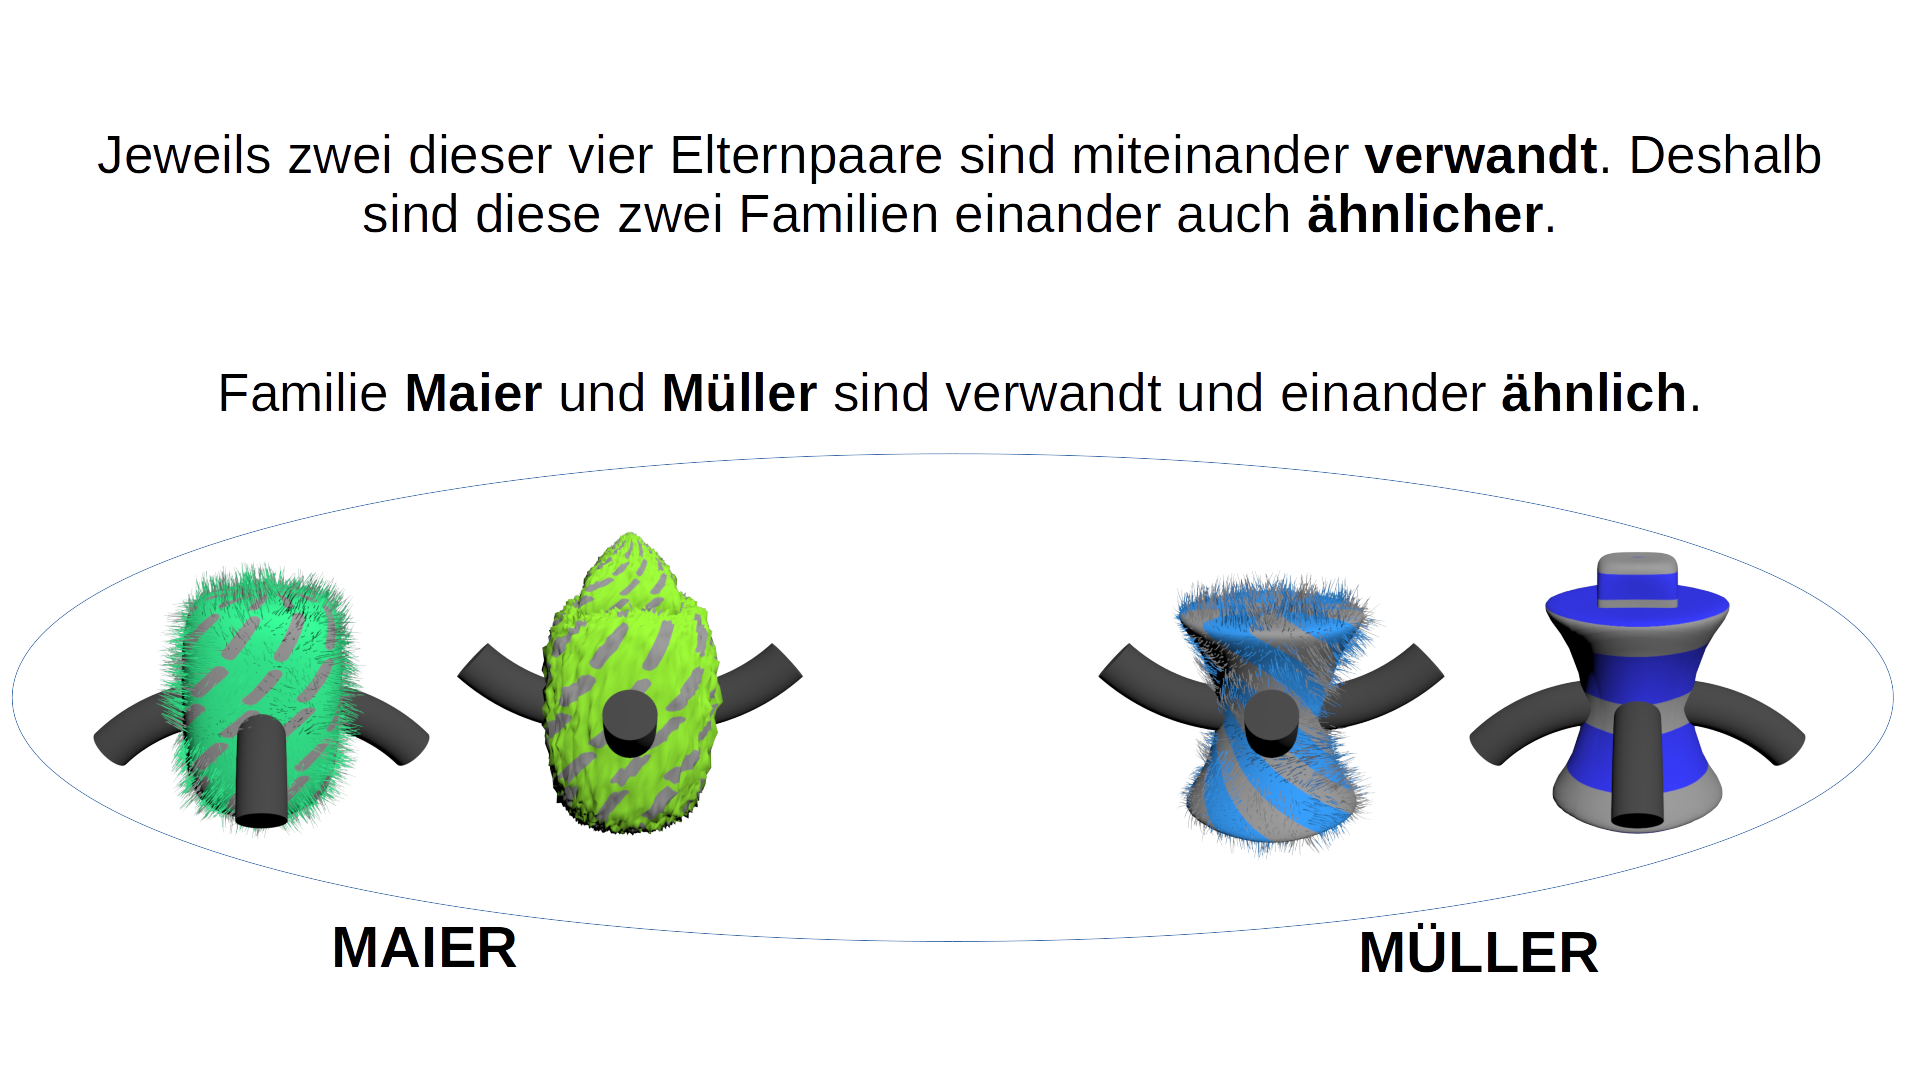 Jeweils zwei dieser vier Elternpaare sind miteinander verwandt. Deshalb
sind diese zwei Familien einander auch ähnlicher.
Familie Maier und Müller sind verwandt und einander ähnlich.
MAIER
MÜLLER